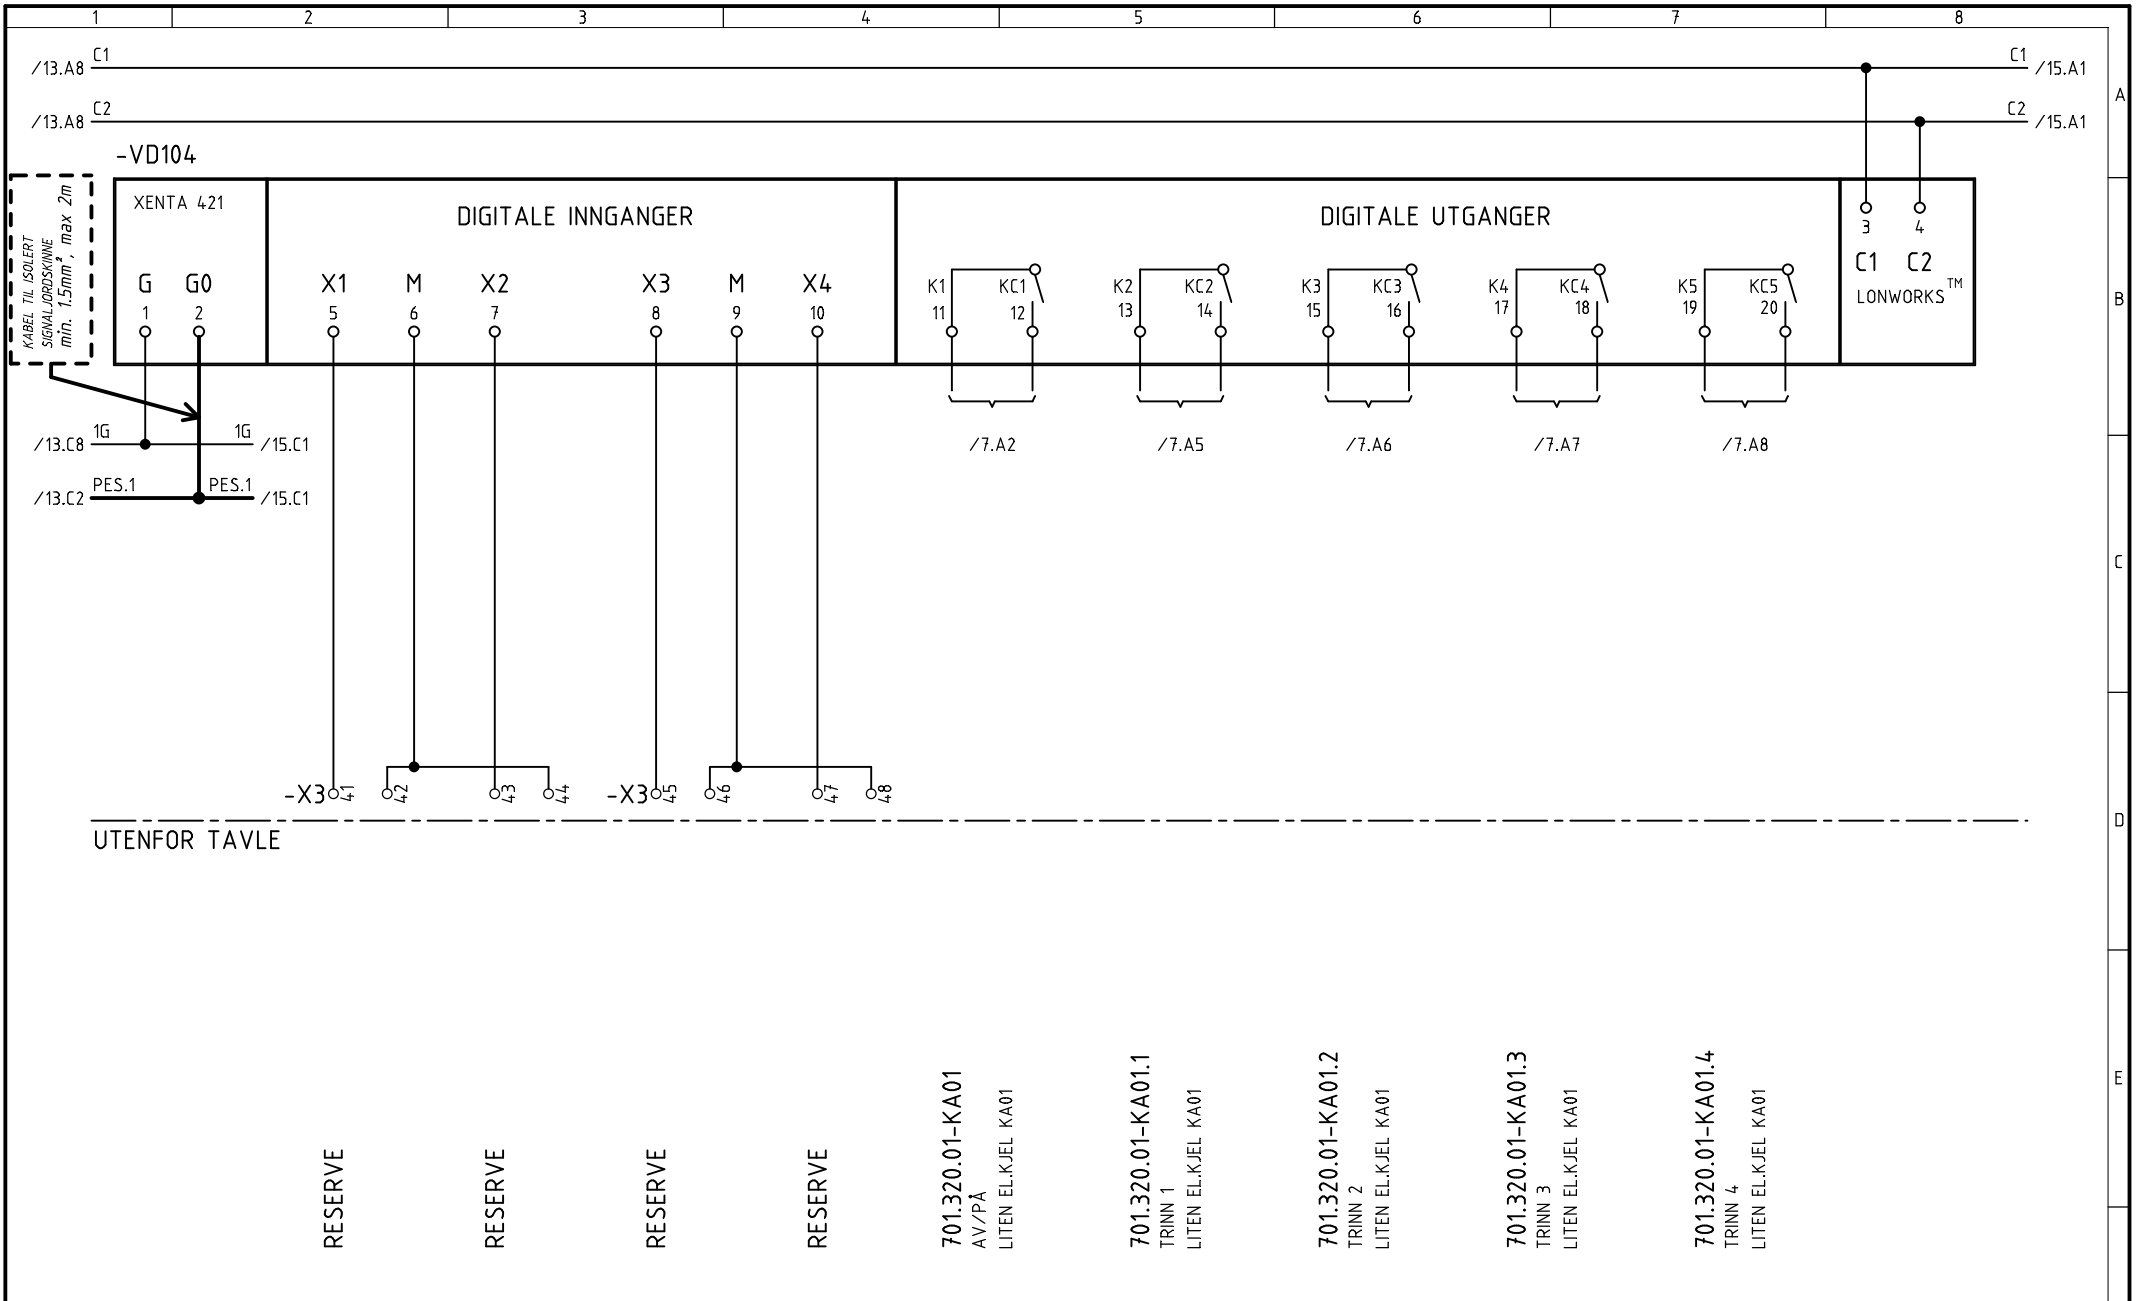 1 2 3 4 5 6 7 8
/13.A8 C1 C1 /15.A1
A
/13.A8 C2 C2 /15.A1
-VD104
KABEL TIL ISOLERT
SIGNALJORDSKINNE
min. 1.5mm², max 2m
XENTA 421
DIGITALE INNGANGER
DIGITALE UTGANGER
3 4
C1 C2
LONWORKS™
B
G G0 X1 M X2 X3 M X4
1 2 5 6 7 8 9 10
K1 KC1 K2 KC2 K3 KC3 K4 KC4 K5 KC5
11 12 13 14 15 16 17 18 19 20
/13.C8 1G 1G /15.C1
/7.A2 /7.A5 /7.A6 /7.A7 /7.A8
/13.C2 PES.1 PES.1 /15.C1
C
-X3 41 42 43 44 -X3 45 46 47 48
D
UTENFOR TAVLE
E
RESERVE
RESERVE
RESERVE
RESERVE
701.320.01-KA01
AV/PÅ
LITEN EL.KJEL KA01
701.320.01-KA01.1
TRINN 1
LITEN EL.KJEL KA01
701.320.01-KA01.2
TRINN 2
LITEN EL.KJEL KA01
701.320.01-KA01.3
TRINN 3
LITEN EL.KJEL KA01
701.320.01-KA01.4
TRINN 4
LITEN EL.KJEL KA01